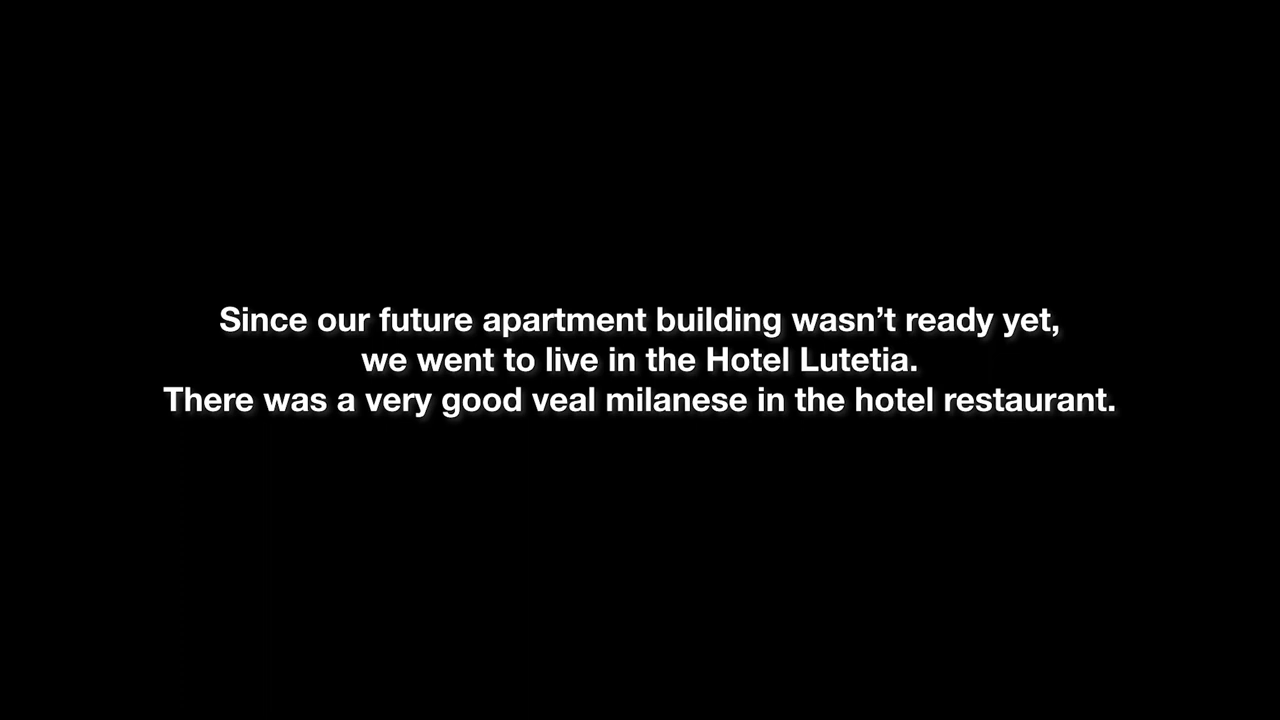 Since our future apartment building wasn’t ready yet,
we went to live in the Hotel Lutetia.
There was a very good veal milanese in the hotel restaurant.